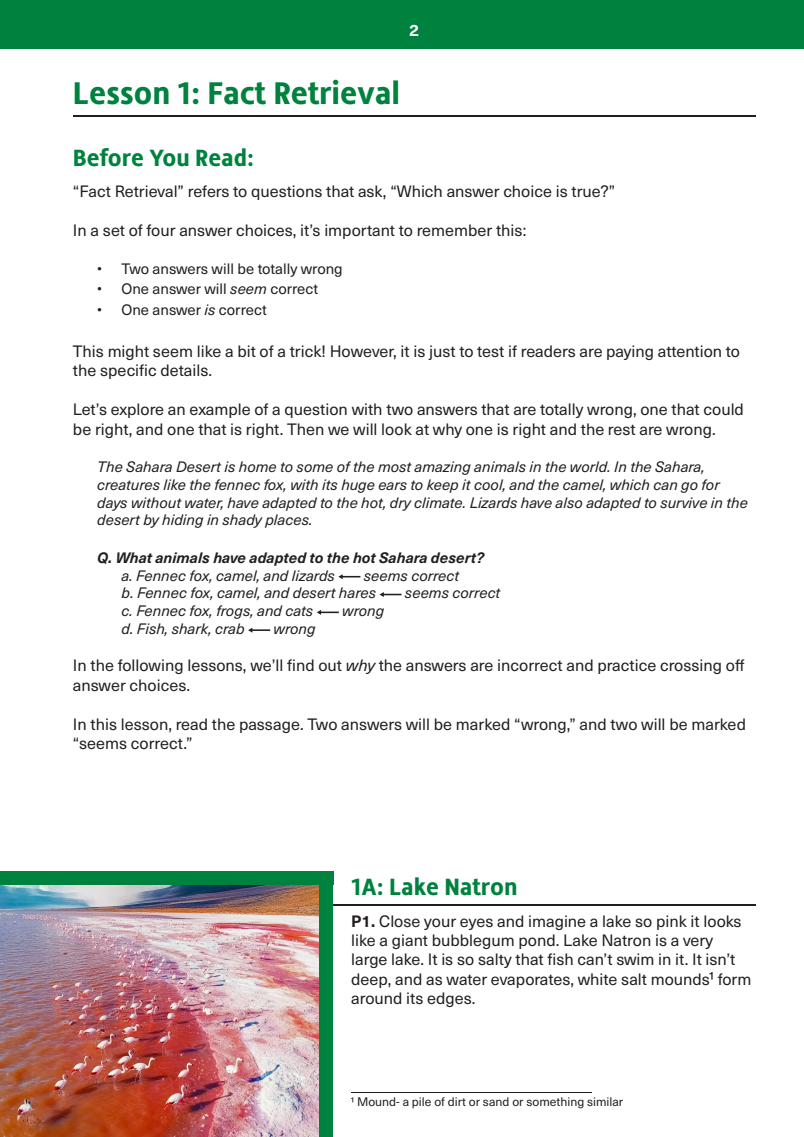 2
Lesson 1: Fact Retrieval
Before You Read:
“Fact Retrieval” refers to questions that ask, “Which answer choice is true?”
In a set of four answer choices, it’s important to remember this:
• Two answers will be totally wrong
• One answer will seem correct
• One answer is correct
This might seem like a bit of a trick! However, it is just to test if readers are paying attention to
the specific details.
Let’s explore an example of a question with two answers that are totally wrong, one that could
be right, and one that is right. Then we will look at why one is right and the rest are wrong.
The Sahara Desert is home to some of the most amazing animals in the world. In the Sahara,
creatures like the fennec fox, with its huge ears to keep it cool, and the camel, which can go for
days without water, have adapted to the hot, dry climate. Lizards have also adapted to survive in the
desert by hiding in shady places.
Q. What animals have adapted to the hot Sahara desert?
a. Fennec fox, camel, and lizards ⟵ seems correct
b. Fennec fox, camel, and desert hares ⟵ seems correct
c. Fennec fox, frogs, and cats ⟵ wrong
d. Fish, shark, crab ⟵ wrong
In the following lessons, we’ll find out why the answers are incorrect and practice crossing off
answer choices.
In this lesson, read the passage. Two answers will be marked “wrong,” and two will be marked
“seems correct.”
1A: Lake Natron
P1. Close your eyes and imagine a lake so pink it looks
like a giant bubblegum pond. Lake Natron is a very
large lake. It is so salty that fish can’t swim in it. It isn’t
deep, and as water evaporates, white salt mounds¹ form
around its edges.
¹ Mound- a pile of dirt or sand or something similar